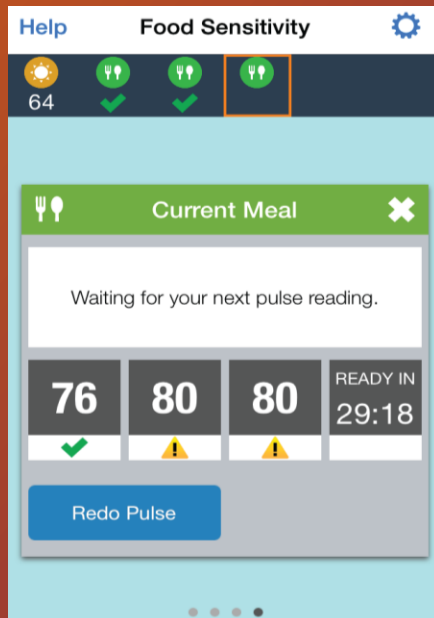 Help Food Sensitivity
64
Current Meal
Waiting for your next pulse reading.
76 80 80 READY IN
29:18
Redo Pulse